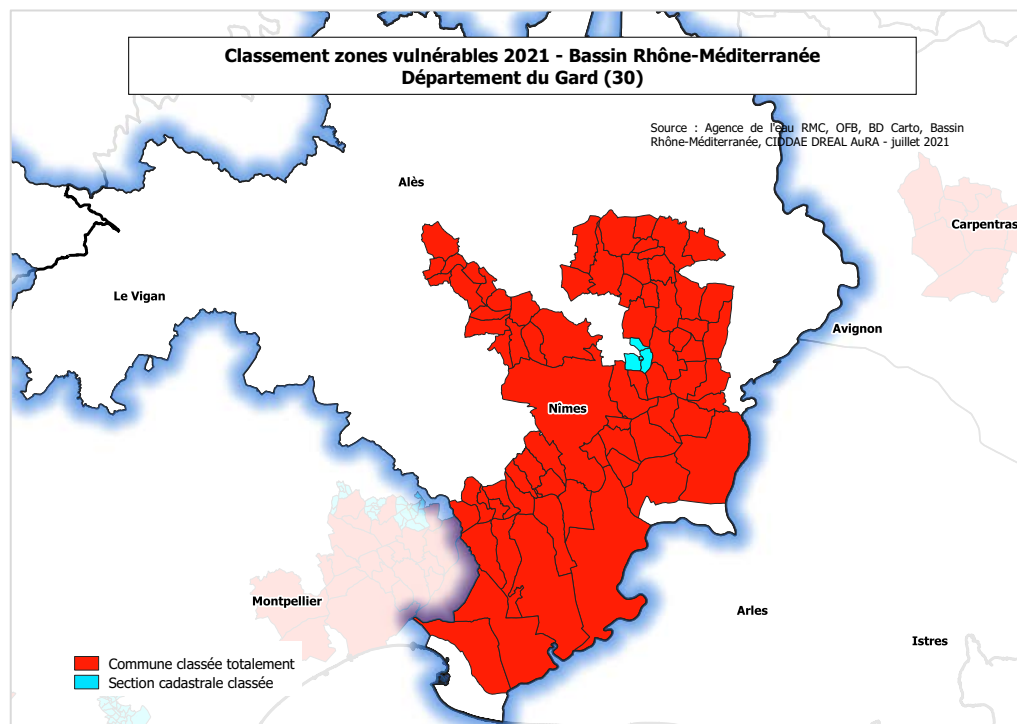 Classement zones vulnérables 2021 - Bassin Rhône-Méditerranée
Département du Gard (30)
Source : Agence de l'eau RMC, OFB, BD Carto, Bassin
Rhône-Méditerranée, CIDDAE DREAL AuRA - juillet 2021
Alès
Carpentras
Le Vigan
Avignon
Nîmes
Montpellier
Arles
Istres
Commune classée totalement
Section cadastrale classée